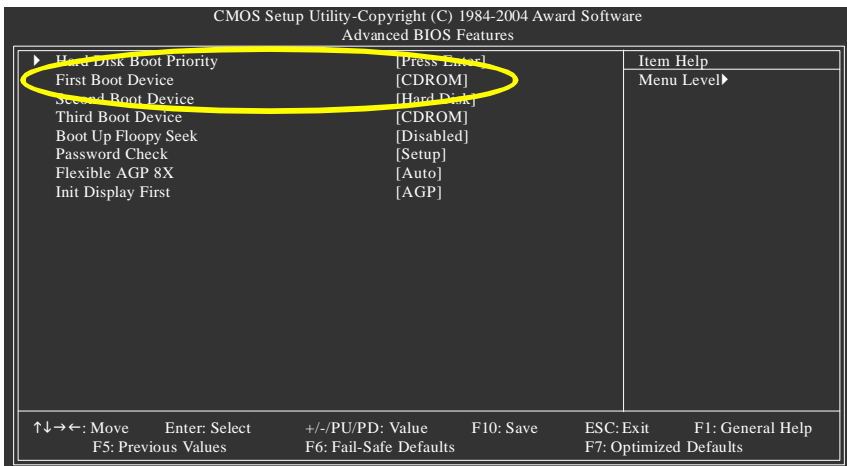 CMOS Setup Utility-Copyright (C) 1984-2004 Award Software
Advanced BIOS Features
Hard Disk Boot Priority [Press Enter] Item Help
First Boot Device [CDROM] Menu Level
Second Boot Device [Hard Disk]
Third Boot Device [CDROM]
Boot Up Floopy Seek [Disabled]
Password Check [Setup]
Flexible AGP 8X [Auto]
Init Display First [AGP]
↑↓→←: Move Enter: Select +/-/PU/PD: Value F10: Save ESC: Exit F1: General Help
F5: Previous Values F6: Fail-Safe Defaults F7: Optimized Defaults